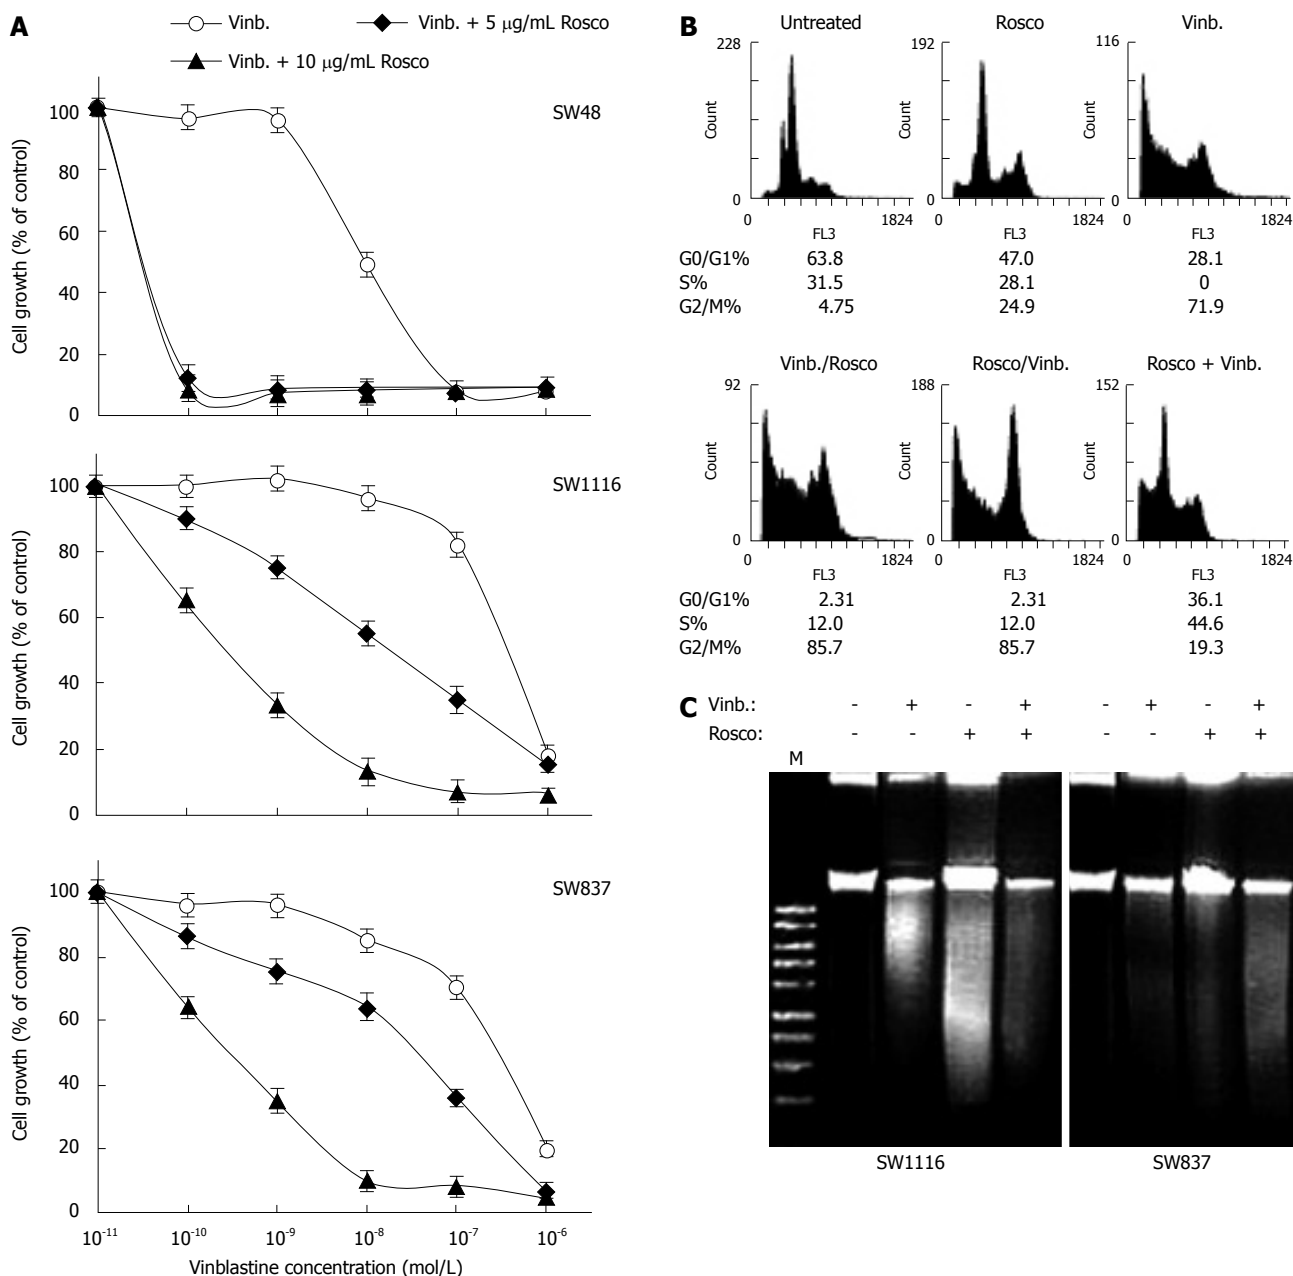 A
Vinb.
Vinb. + 5 µg/mL Rosco
Vinb. + 10 µg/mL Rosco
SW48
Cell growth (% of control)
100
80
60
40
20
0
SW1116
Cell growth (% of control)
100
80
60
40
20
0
SW837
Cell growth (% of control)
100
80
60
40
20
0
10⁻¹¹ 10⁻¹⁰ 10⁻⁹ 10⁻⁸ 10⁻⁷ 10⁻⁶
Vinblastine concentration (mol/L)
B
Untreated Rosco Vinb.
228 192 116
Count Count Count
0 0 0
0 1824 0 1824 0 1824
FL3 FL3 FL3
G0/G1% 63.8 47.0 28.1
S% 31.5 28.1 0
G2/M% 4.75 24.9 71.9
Vinb./Rosco Rosco/Vinb. Rosco + Vinb.
92 188 152
Count Count Count
0 0 0
0 1824 0 1824 0 1824
FL3 FL3 FL3
G0/G1% 2.31 2.31 36.1
S% 12.0 12.0 44.6
G2/M% 85.7 85.7 19.3
C
Vinb.: - + - + - + - +
Rosco: - - + + - - + +
M
SW1116 SW837